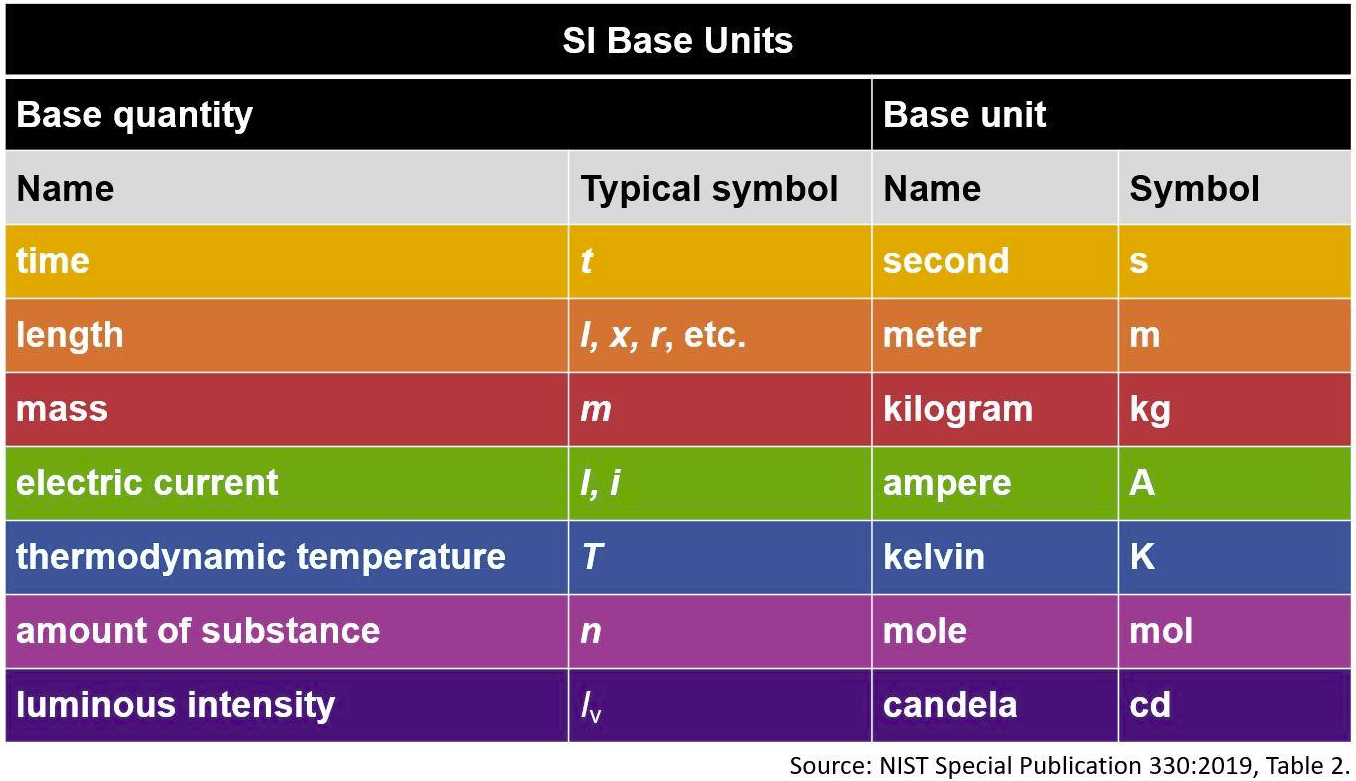 SI Base Units
Base quantity Base unit
Name Typical symbol Name Symbol
time t second s
length l, x, r, etc. meter m
mass m kilogram kg
electric current I, i ampere A
thermodynamic temperature T kelvin K
amount of substance n mole mol
luminous intensity Iv candela cd
Source: NIST Special Publication 330:2019, Table 2.